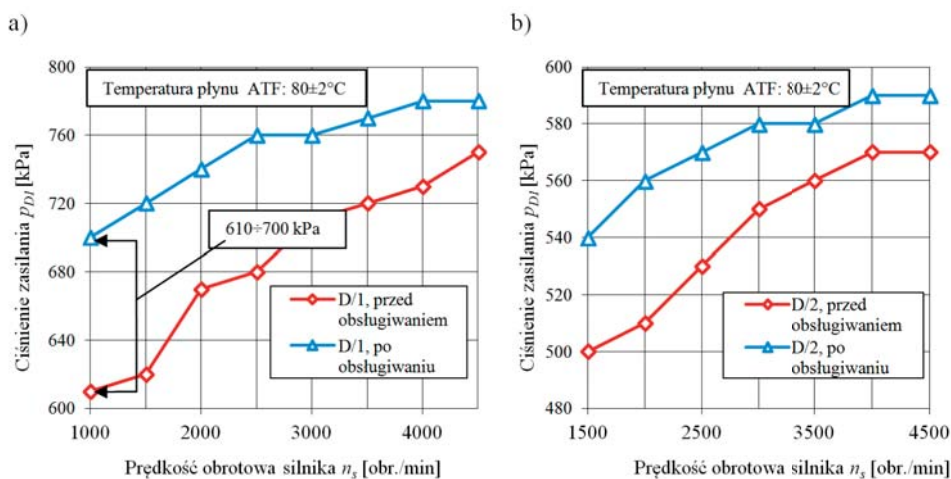 a)
800
760
720
680
640
600
Ciśnienie zasilania pD1 [kPa]
Temperatura płynu ATF: 80±2°C
610÷700 kPa
D/1, przed
obsługiwaniem
D/1, po
obsługiwaniu
1000 2000 3000 4000
Prędkość obrotowa silnika ns [obr./min]
b)
600
580
560
540
520
500
480
Ciśnienie zasilania pD1 [kPa]
Temperatura płynu ATF: 80±2°C
D/2, przed
obsługiwaniem
D/2, po
obsługiwaniu
1500 2500 3500 4500
Prędkość obrotowa silnika ns [obr./min]